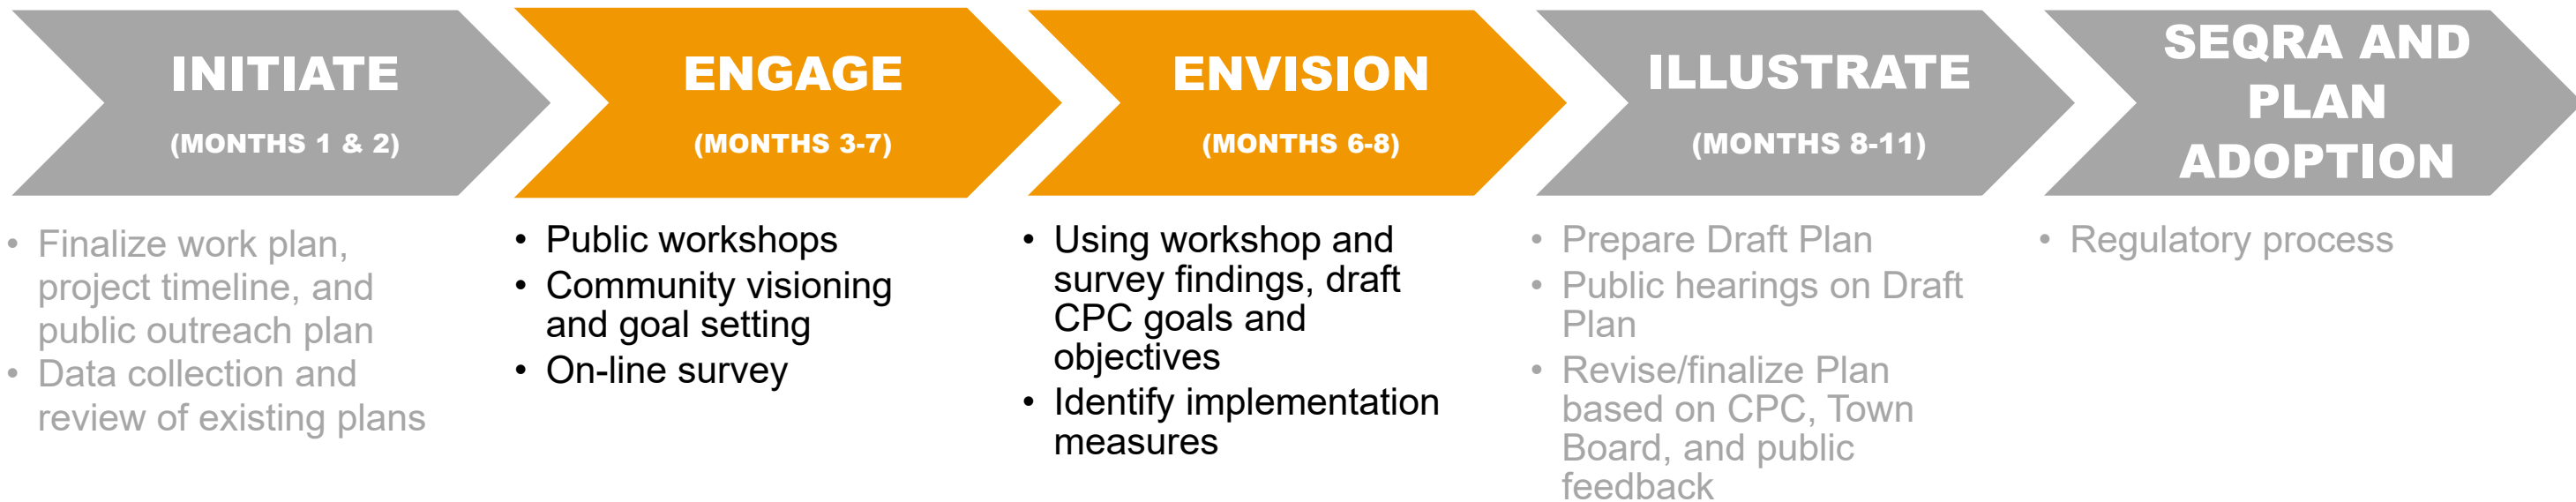 INITIATE
(MONTHS 1 & 2)
• Finalize work plan,
project timeline, and
public outreach plan
• Data collection and
review of existing plans
ENGAGE
(MONTHS 3-7)
• Public workshops
• Community visioning
and goal setting
• On-line survey
ENVISION
(MONTHS 6-8)
• Using workshop and
survey findings, draft
CPC goals and
objectives
• Identify implementation
measures
ILLUSTRATE
(MONTHS 8-11)
• Prepare Draft Plan
• Public hearings on Draft
Plan
• Revise/finalize Plan
based on CPC, Town
Board, and public
feedback
SEQRA AND
PLAN
ADOPTION
• Regulatory process